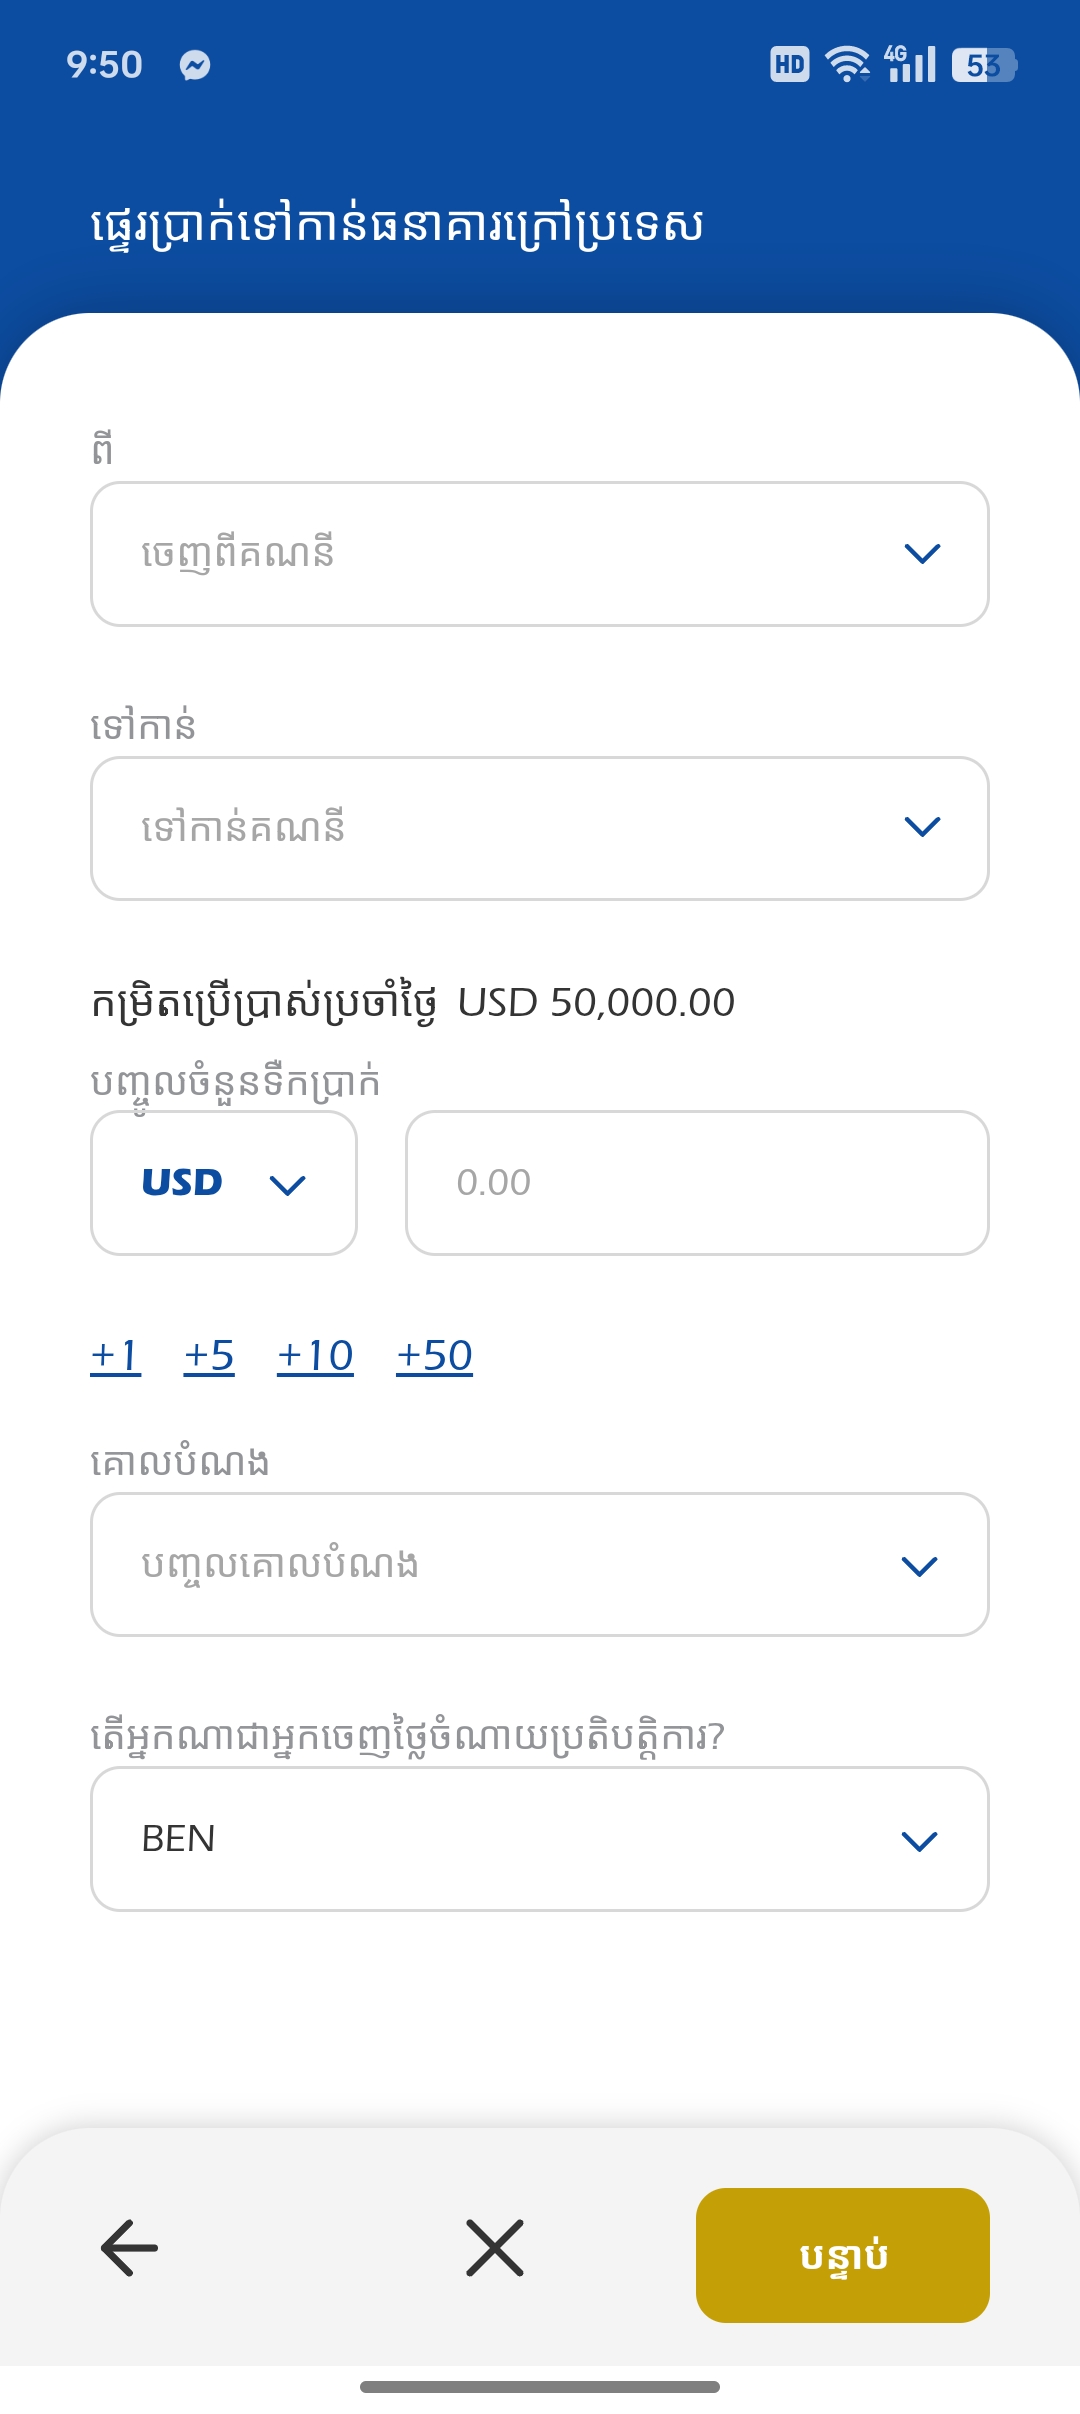 9:50
HD 4G 53
ផ្ទេរប្រាក់ទៅកាន់ធនាគារក្រៅប្រទេស
ពី
ចេញពីគណនី
ទៅកាន់
ទៅកាន់គណនី
កម្រិតប្រើប្រាស់ប្រចាំថ្ងៃ USD 50,000.00
បញ្ចូលចំនួនទឹកប្រាក់
USD 0.00
+1 +5 +10 +50
គោលបំណង
បញ្ចូលគោលបំណង
តើអ្នកណាជាអ្នកចេញថ្លៃចំណាយប្រតិបត្តិការ?
BEN
បន្ទាប់